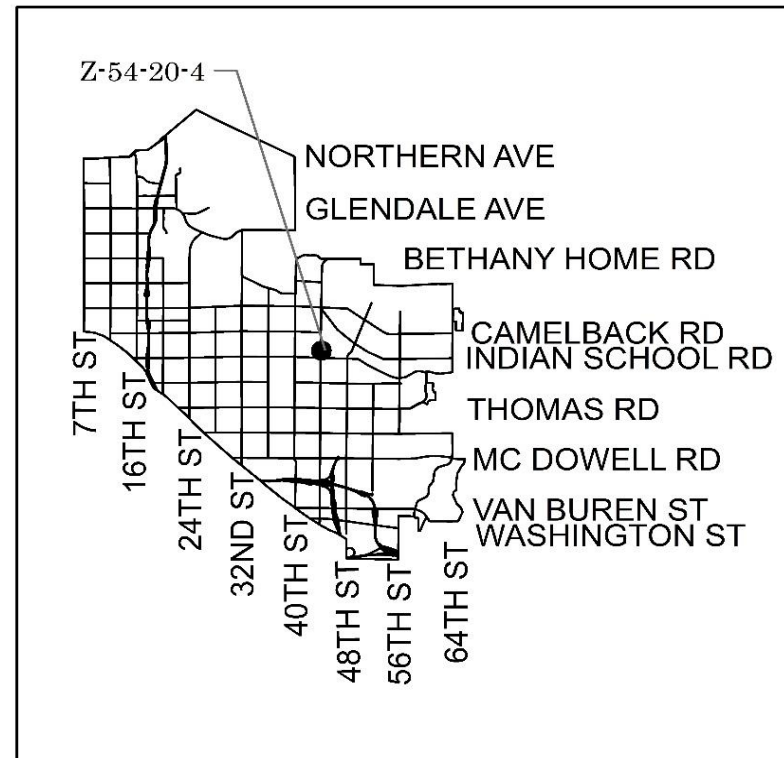 Z-54-20-4
NORTHERN AVE
GLENDALE AVE
BETHANY HOME RD
CAMELBACK RD
INDIAN SCHOOL RD
THOMAS RD
MC DOWELL RD
VAN BUREN ST
WASHINGTON ST
7TH ST
16TH ST
24TH ST
32ND ST
40TH ST
48TH ST
56TH ST
64TH ST